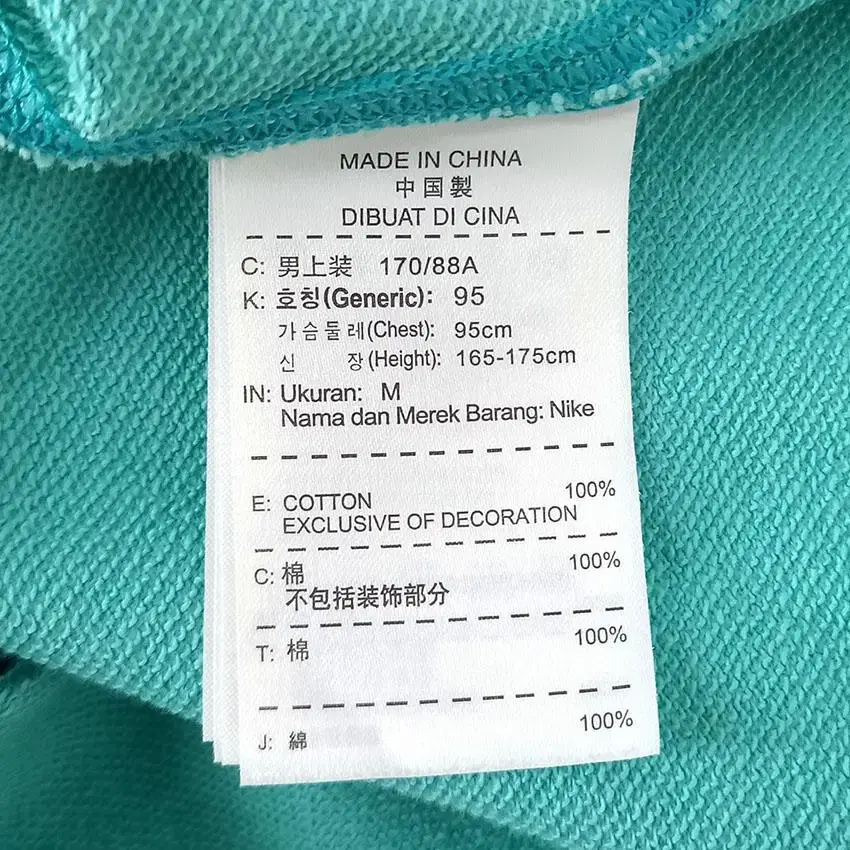 MADE IN CHINA
中国製
DIBUAT DI CINA
C: 男上装 170/88A
K: 호칭(Generic): 95
가슴둘레(Chest): 95cm
신 장(Height): 165-175cm
IN: Ukuran: M
Nama dan Merek Barang: Nike
E: COTTON 100%
EXCLUSIVE OF DECORATION
C: 棉 100%
不包括装饰部分
T: 棉 100%
J: 綿 100%